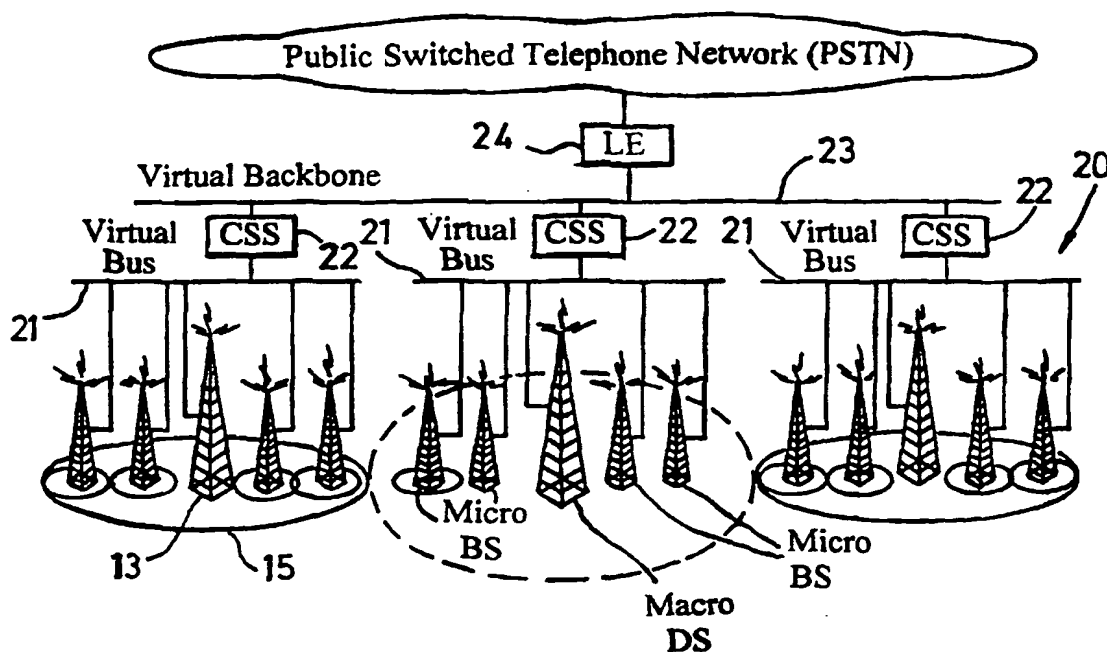 Public Switched Telephone Network (PSTN)
24
LE
23
20
Virtual Backbone
22
Virtual
Bus
CSS
22
21
Virtual
Bus
CSS
22
21
Virtual
Bus
CSS
21
13
15
Micro
BS
Micro
BS
Macro
DS